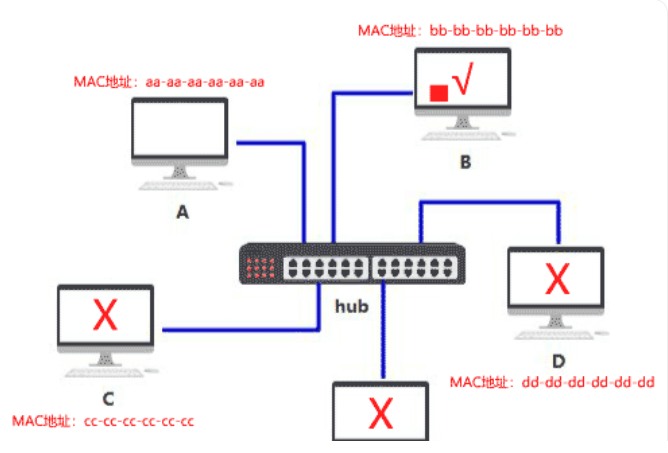 MAC地址：bb-bb-bb-bb-bb-bb
MAC地址：aa-aa-aa-aa-aa-aa
√
B
A
hub
X
X
D
C
MAC地址：dd-dd-dd-dd-dd-dd
X
MAC地址：cc-cc-cc-cc-cc-cc